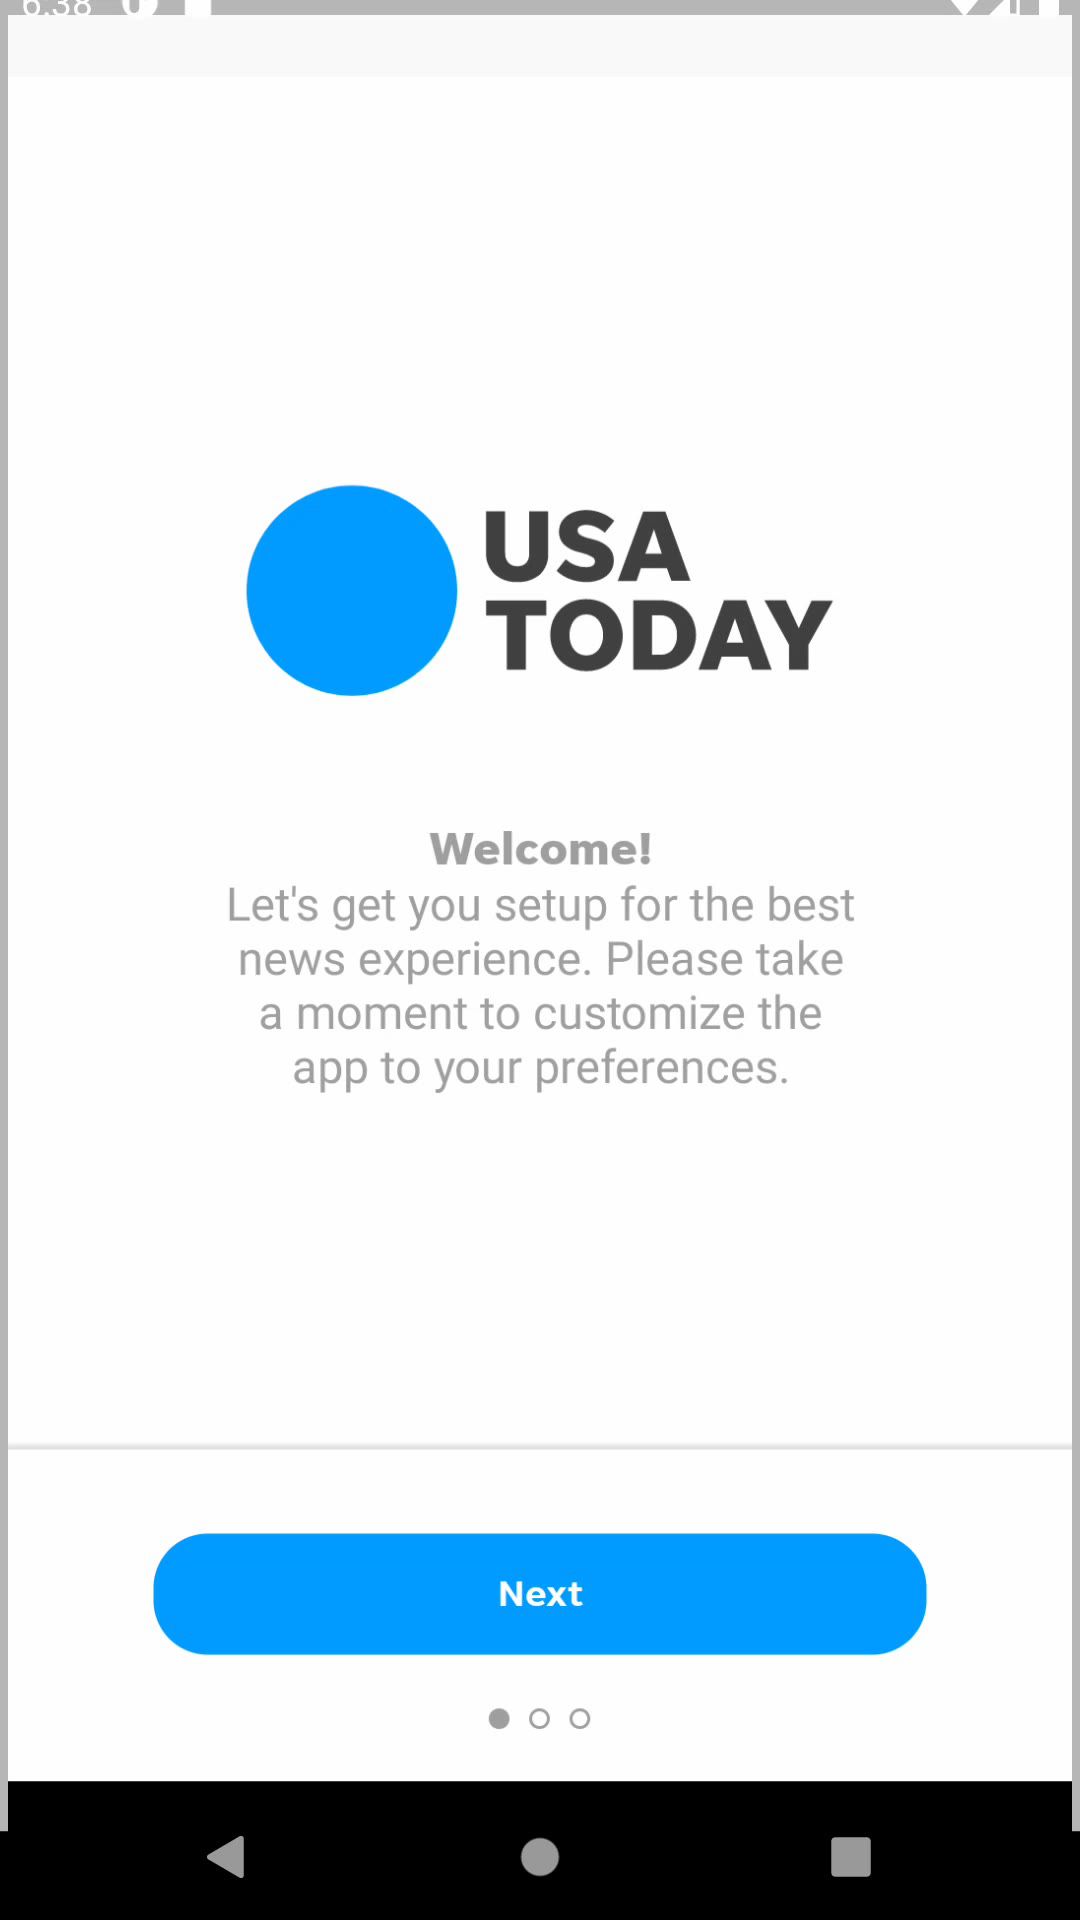 6:38
USA
TODAY
Welcome!
Let's get you setup for the best
news experience. Please take
a moment to customize the
app to your preferences.
Next